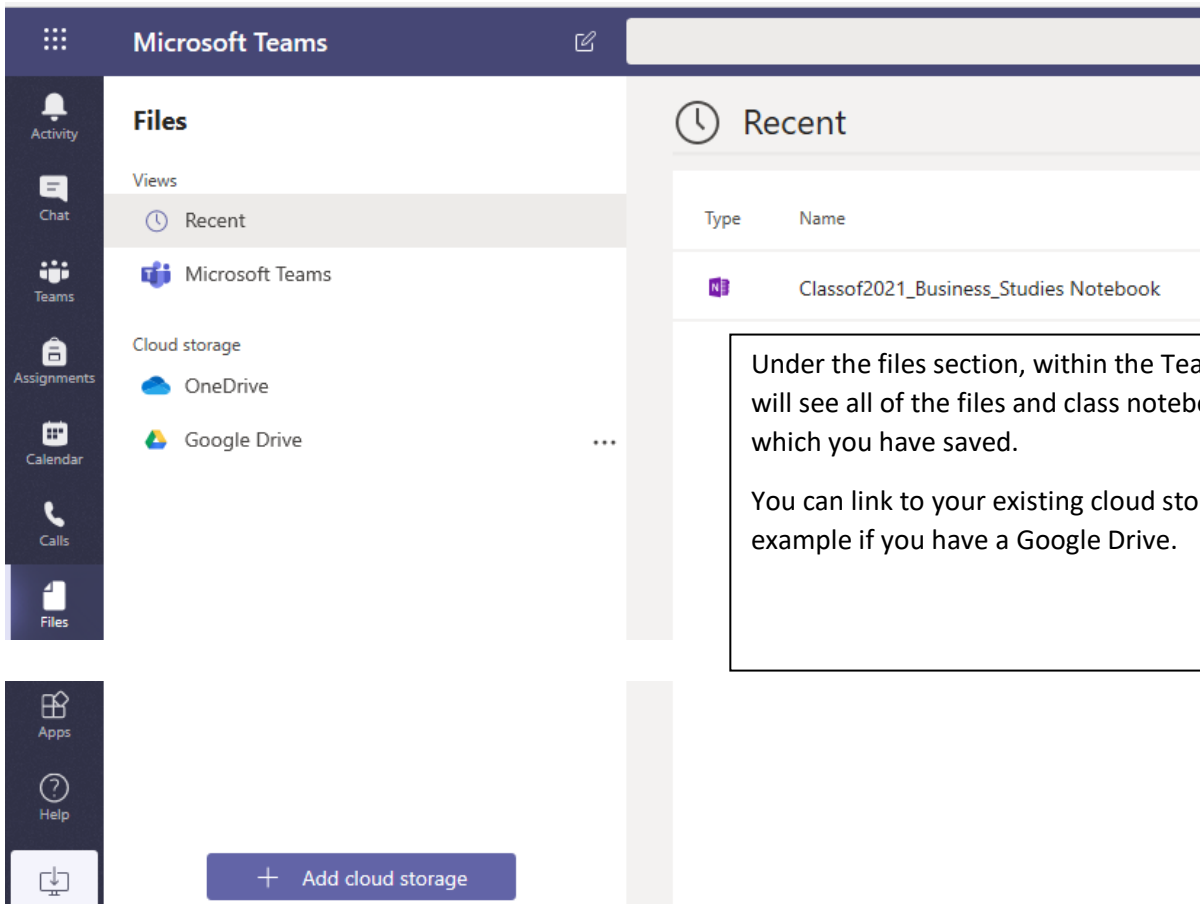 Microsoft Teams
Activity
Chat
Teams
Assignments
Calendar
Calls
Files
Apps
Help
Files
Views
Recent
Microsoft Teams
Cloud storage
OneDrive
Google Drive
...
+ Add cloud storage
Recent
Type Name
Classof2021_Business_Studies Notebook
Under the files section, within the
will see all of the files and class
which you have saved.
You can link to your existing cloud
example if you have a Google Drive.